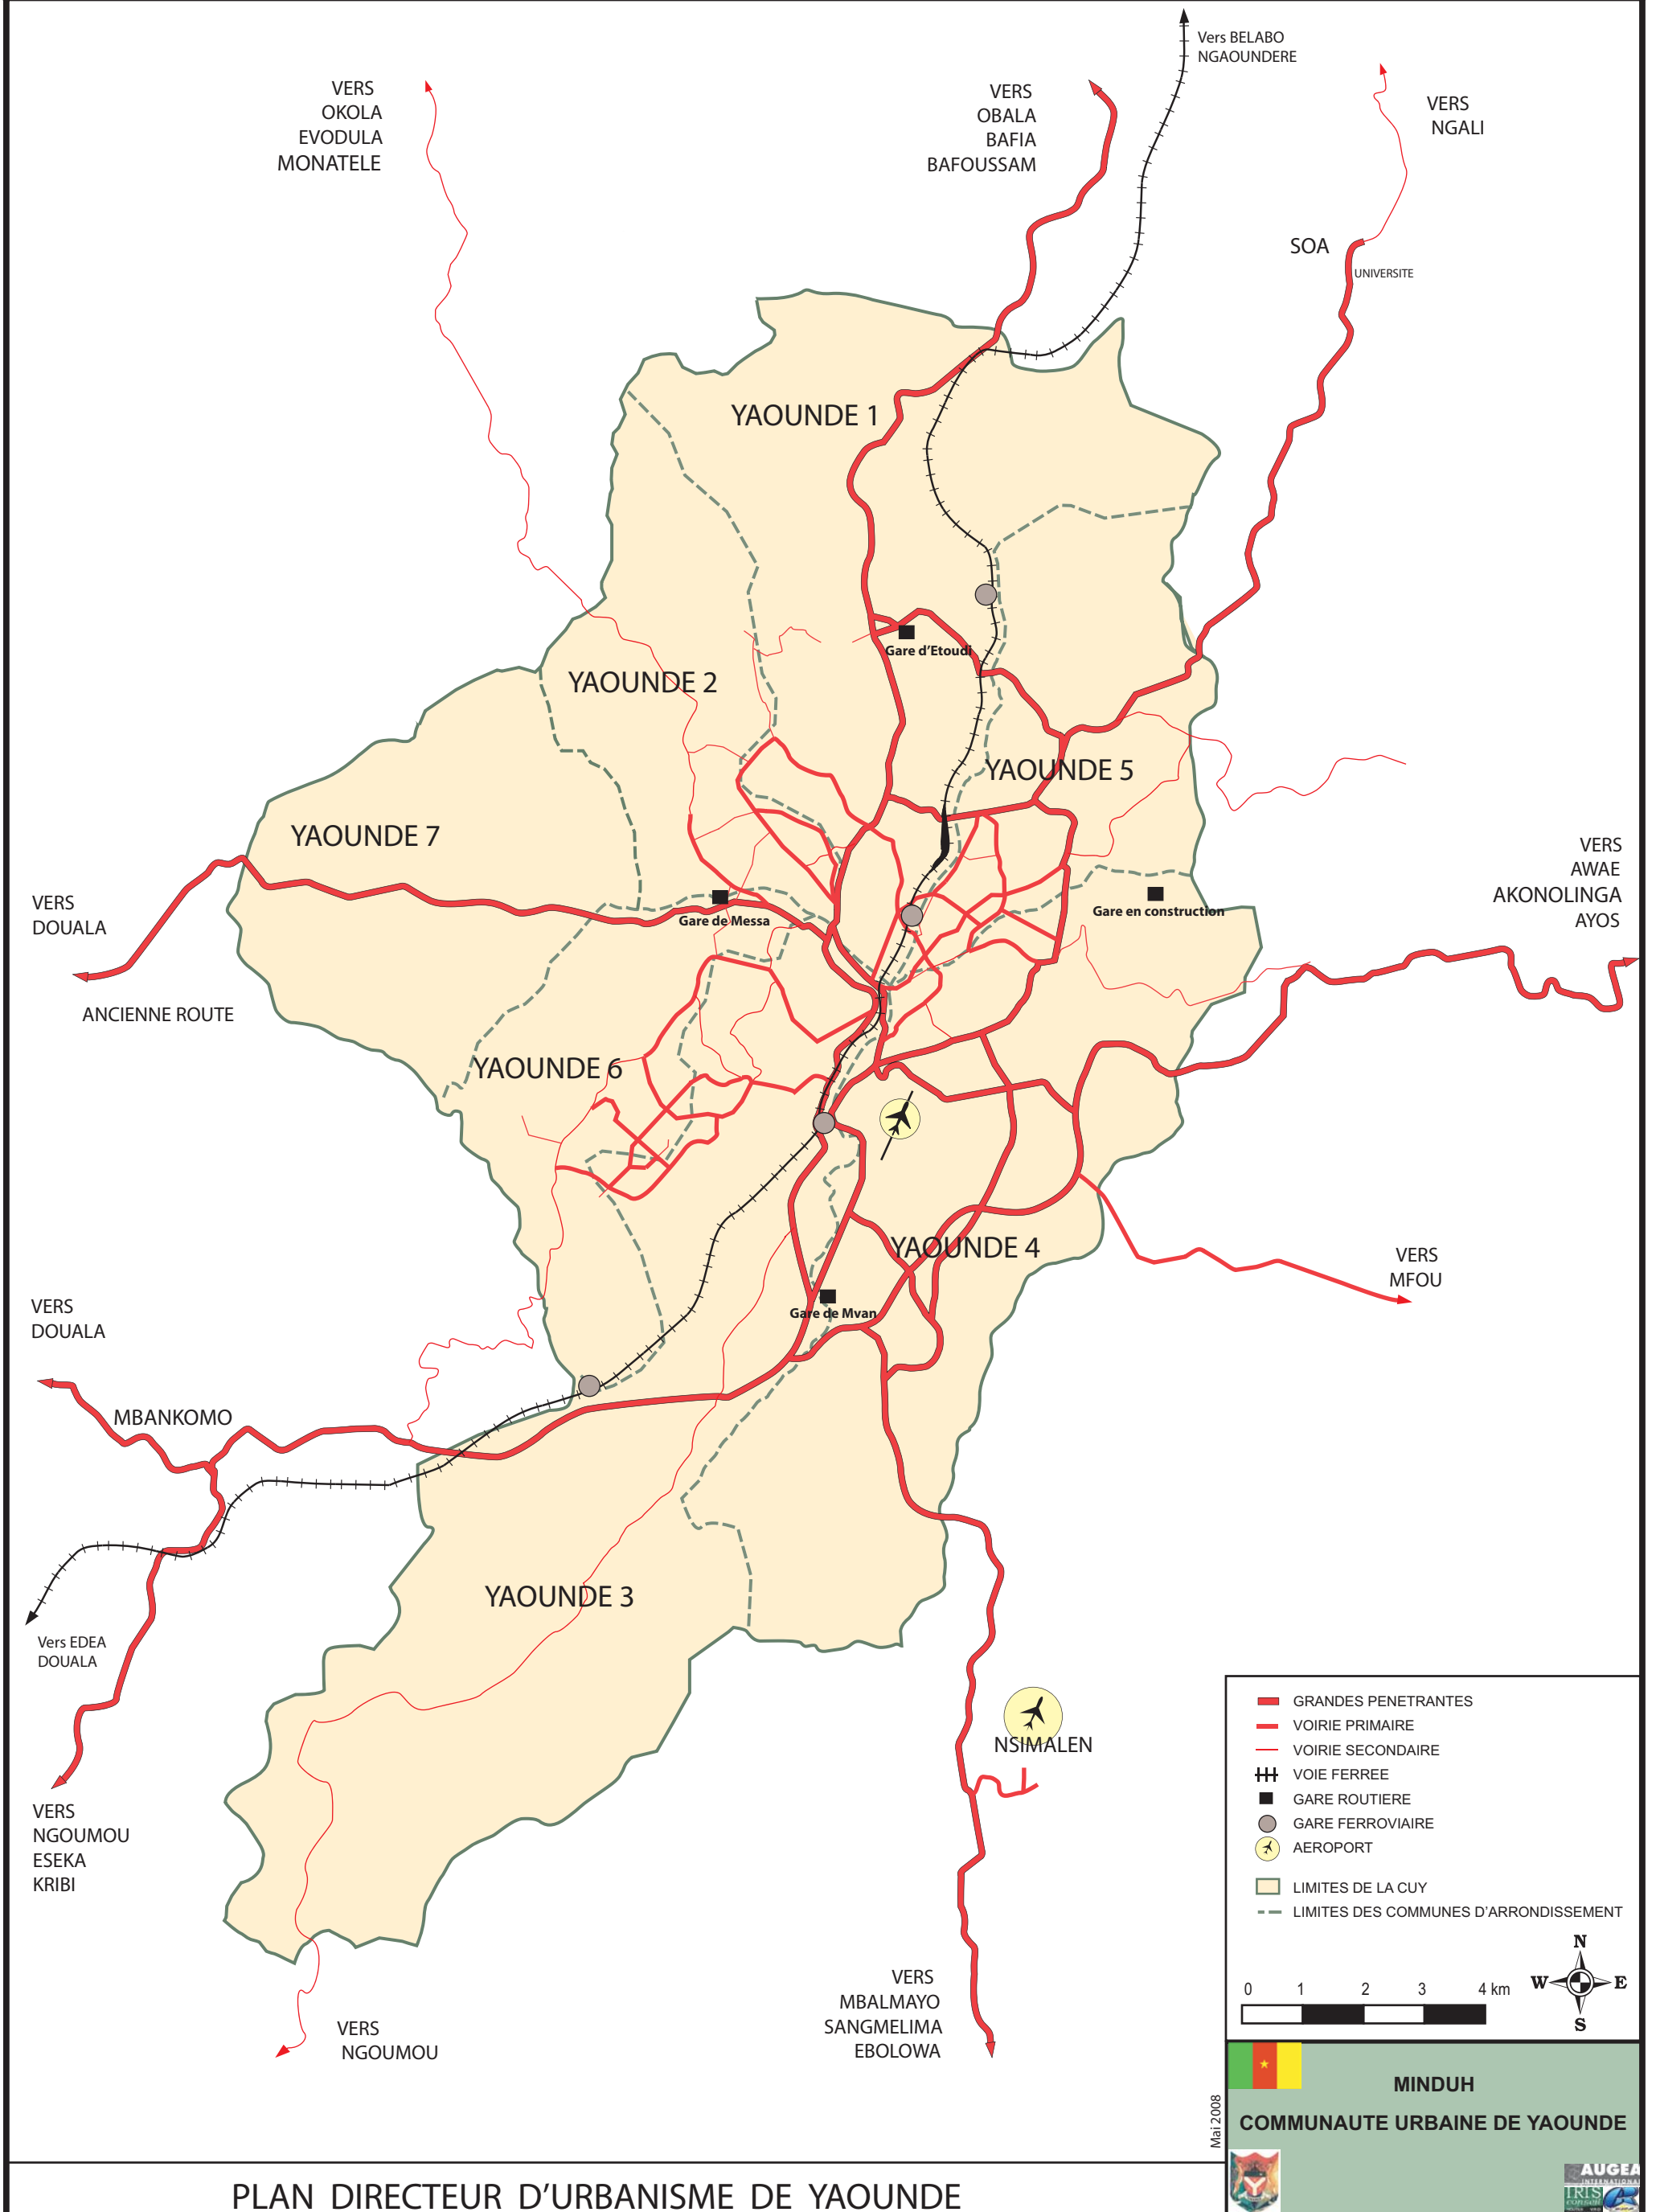 Vers BELABO
NGAOUNDERE
VERS
OKOLA
EVODULA
MONATELE
VERS
OBALA
BAFIA
BAFOUSSAM
VERS
NGALI
SOA
UNIVERSITE
YAOUNDE 1
Gare d'Etoudi
YAOUNDE 2
YAOUNDE 5
YAOUNDE 7
VERS
AWAE
AKONOLINGA
AYOS
VERS
DOUALA
Gare de Messa
Gare en construction
ANCIENNE ROUTE
YAOUNDE 6
YAOUNDE 4
VERS
MFOU
VERS
DOUALA
Gare de Mvan
MBANKOMO
YAOUNDE 3
Vers EDEA
DOUALA
NSIMALEN
VERS
NGOUMOU
ESEKA
KRIBI
VERS
MBALMAYO
SANGMELIMA
EBOLOWA
VERS
NGOUMOU
GRANDES PENETRANTES
VOIRIE PRIMAIRE
VOIRIE SECONDAIRE
VOIE FERREE
GARE ROUTIERE
GARE FERROVIAIRE
AEROPORT
LIMITES DE LA CUY
LIMITES DES COMMUNES D'ARRONDISSEMENT
N
W E
S
0 1 2 3 4 km
Mai 2008
MINDUH
COMMUNAUTE URBAINE DE YAOUNDE
PLAN DIRECTEUR D'URBANISME DE YAOUNDE
AUGEA
INTERNATIONAL
IRIS